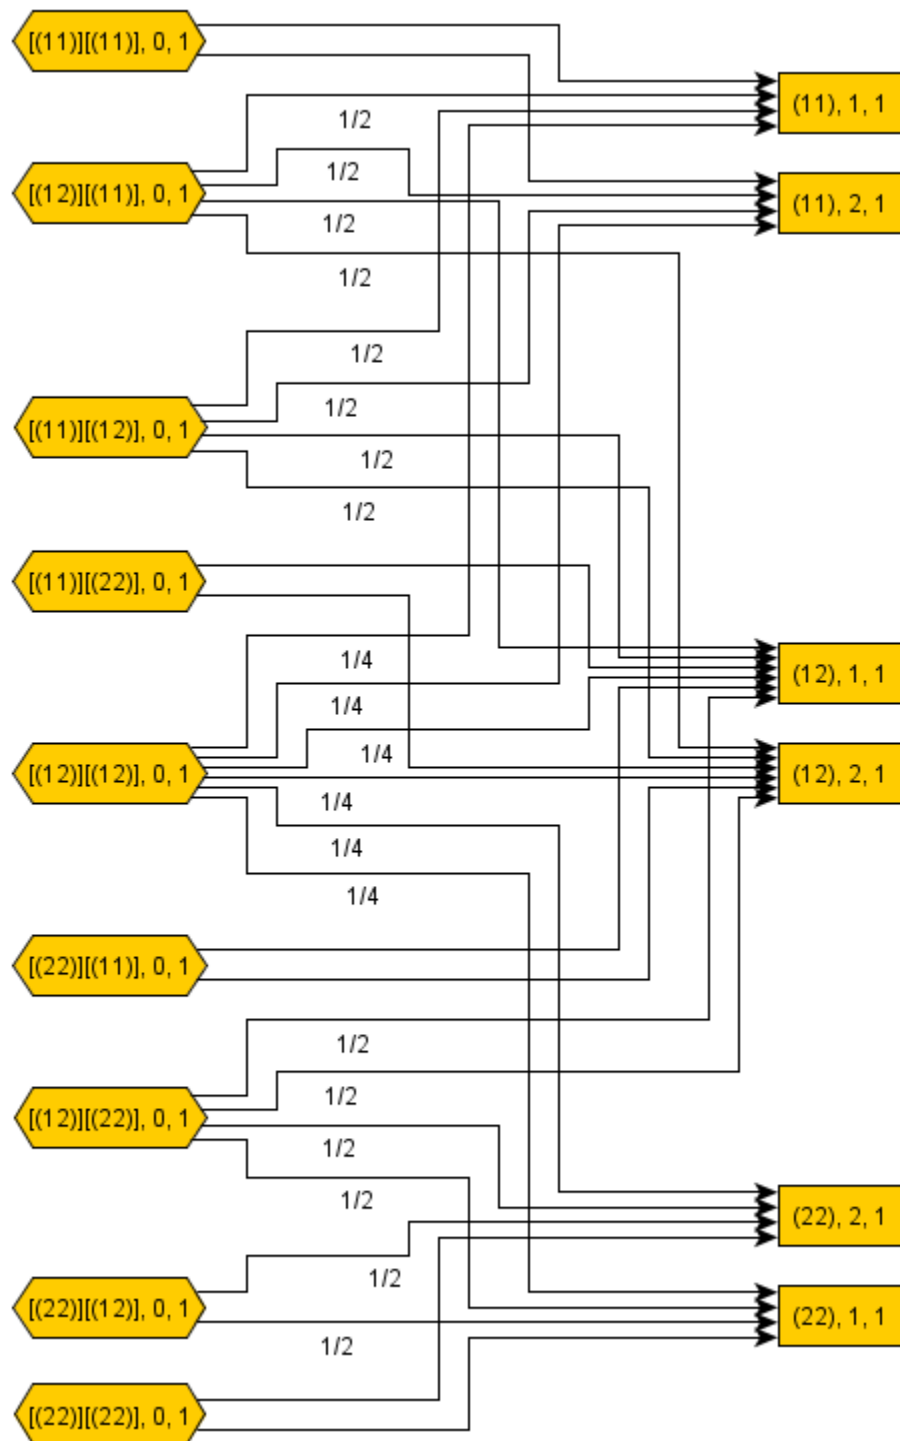 [(11)][(11)], 0, 1
(11), 1, 1
1/2
1/2
[(12)][(11)], 0, 1
(11), 2, 1
1/2
1/2
1/2
1/2
[(11)][(12)], 0, 1
1/2
1/2
[(11)][(22)], 0, 1
1/4
(12), 1, 1
1/4
1/4
[(12)][(12)], 0, 1
(12), 2, 1
1/4
1/4
1/4
[(22)][(11)], 0, 1
1/2
1/2
[(12)][(22)], 0, 1
1/2
1/2
(22), 2, 1
1/2
[(22)][(12)], 0, 1
(22), 1, 1
1/2
[(22)][(22)], 0, 1